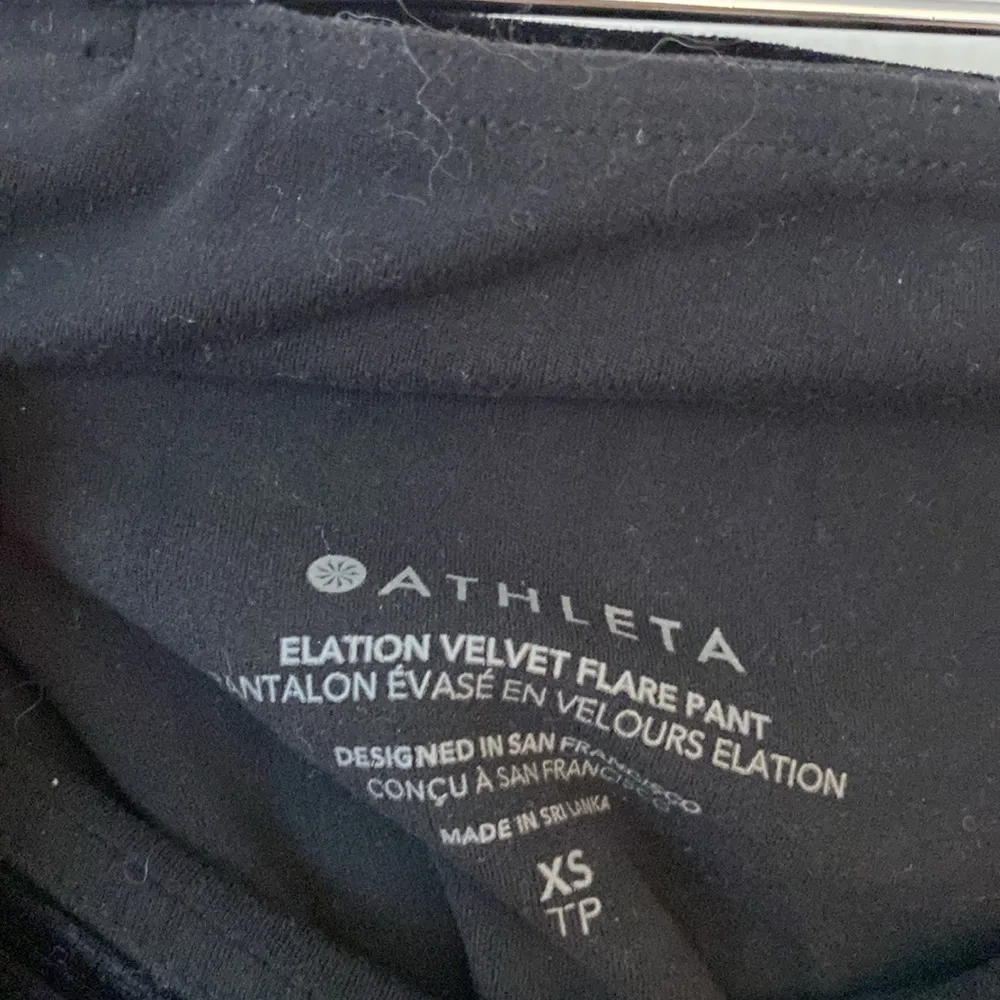 ATHLETA
ELATION VELVET FLARE PANT
PANTALON ÉVASÉ EN VELOURS ELATION
DESIGNED IN SAN FRANCISCO
CONÇU À SAN FRANCISCO
MADE IN SRI LANKA
XS
TP